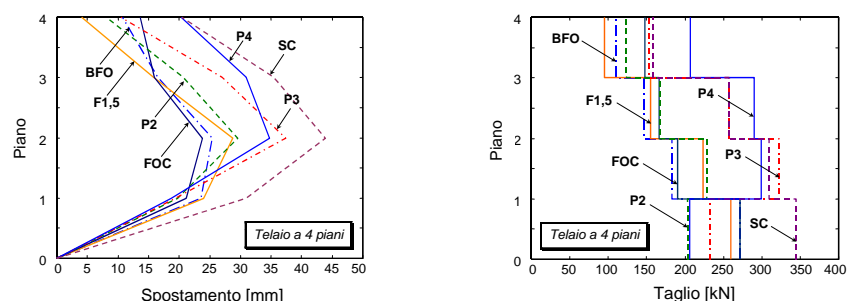 4
3
2
1
0
Piano
P4
SC
BFO
F1,5
P2
P3
FOC
Telaio a 4 piani
0 5 10 15 20 25 30 35 40 45 50
Spostamento [mm]
4
3
2
1
0
Piano
BFO
F1,5
P4
FOC
P3
P2
SC
Telaio a 4 piani
0 50 100 150 200 250 300 350 400
Taglio [kN]